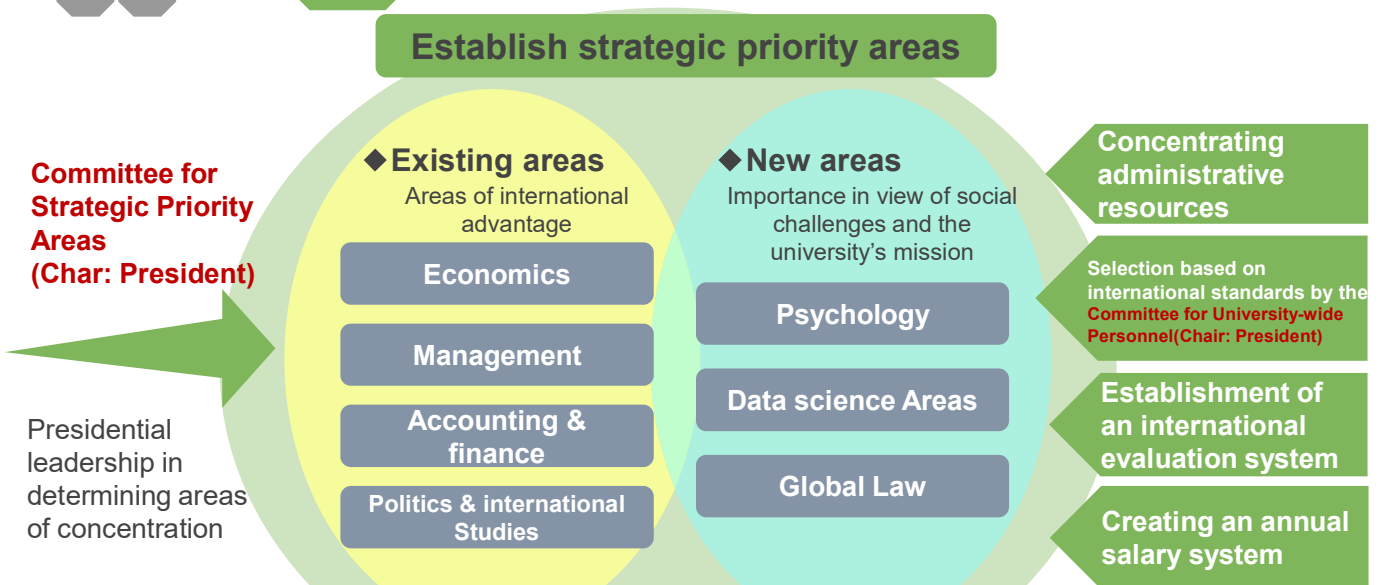 Establish strategic priority areas
Committee for
Strategic Priority
Areas
(Char: President)
Presidential
leadership in
determining areas
of concentration
◆Existing areas
Areas of international
advantage
Economics
Management
Accounting &
finance
Politics & international
Studies
◆New areas
Importance in view of social
challenges and the
university's mission
Psychology
Data science Areas
Global Law
Concentrating
administrative
resources
Selection based on
international standards by the
Committee for University-wide
Personnel(Chair: President)
Establishment of
an international
evaluation system
Creating an annual
salary system